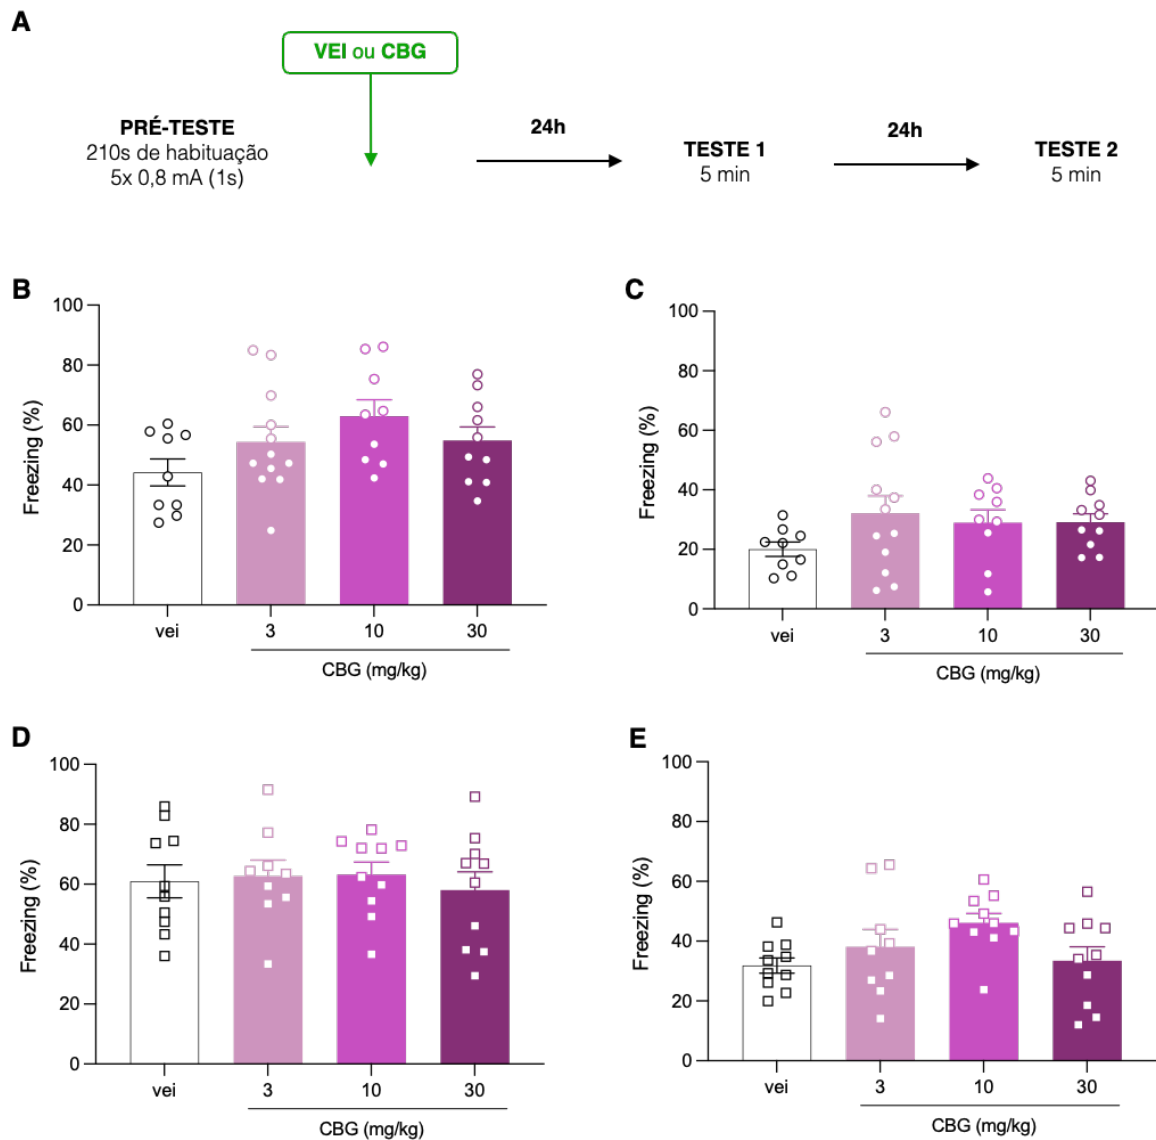 A
VEI ou CBG
PRÉ-TESTE
210s de habituação
5x 0,8 mA (1s)
24h
TESTE 1
5 min
24h
TESTE 2
5 min
B
Freezing (%)
100
80
60
40
20
0
vei
3
10
30
CBG (mg/kg)
C
Freezing (%)
100
80
60
40
20
0
vei
3
10
30
CBG (mg/kg)
D
Freezing (%)
100
80
60
40
20
0
vei
3
10
30
CBG (mg/kg)
E
Freezing (%)
100
80
60
40
20
0
vei
3
10
30
CBG (mg/kg)